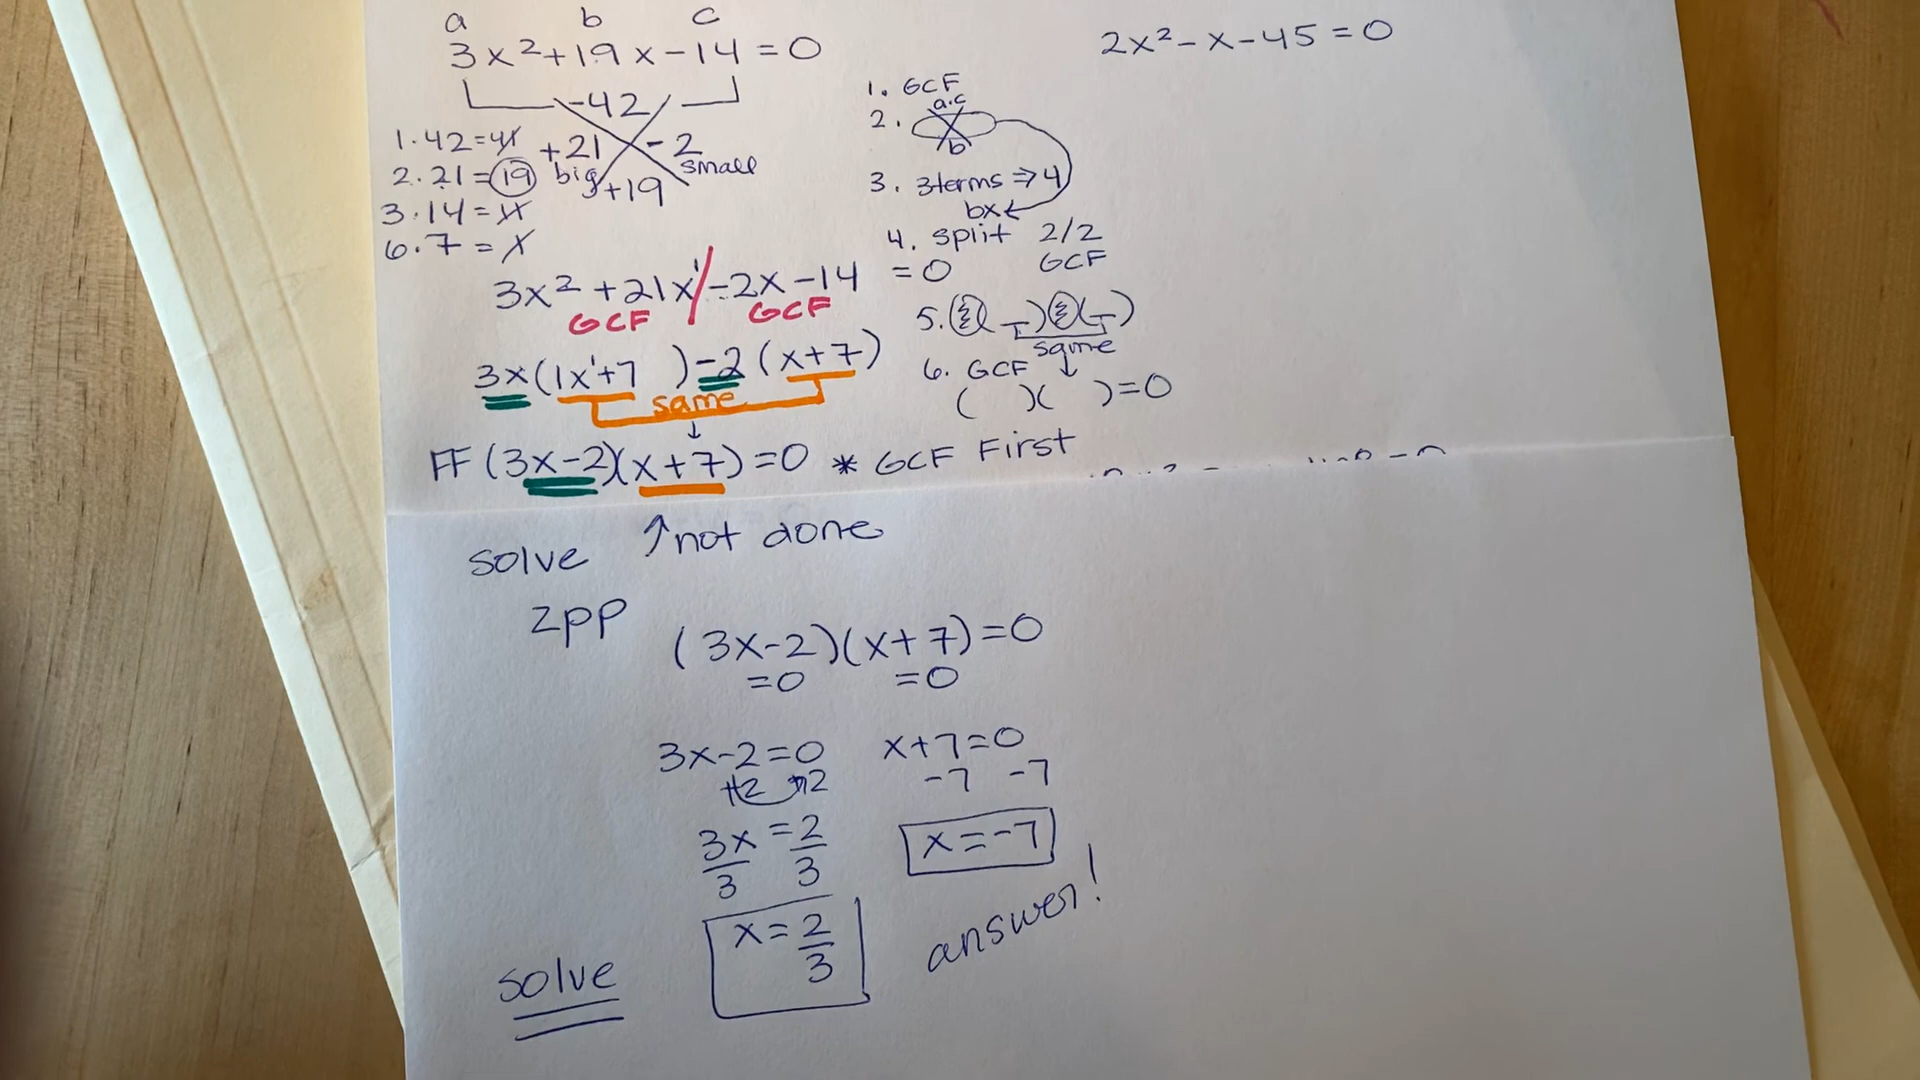 a b c
3x²+19x-14=0
-42
1·42=41
2·21=19
3·14=11
6·7=1
+21 -2
big small
+19
3x²+21x-2x-14=0
GCF GCF
3x(1x+7)-2(x+7)
same
FF (3x-2)(x+7)=0 * GCF First
1. GCF
2. a.c
b
3. 3terms ⇒ 4
bx
4. split 2/2
GCF
5. ( )( )
same
6. GCF ↓
( )( )=0
2x²-x-45=0
solve ↑not done
zpp
(3x-2)(x+7)=0
=0 =0
3x-2=0 x+7=0
+2 +2 -7 -7
3x=2 x=-7
3 3
x=2/3 answer!
solve